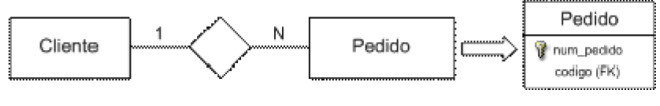 Cliente
1
N
Pedido
Pedido
num_pedido
codigo (FK)